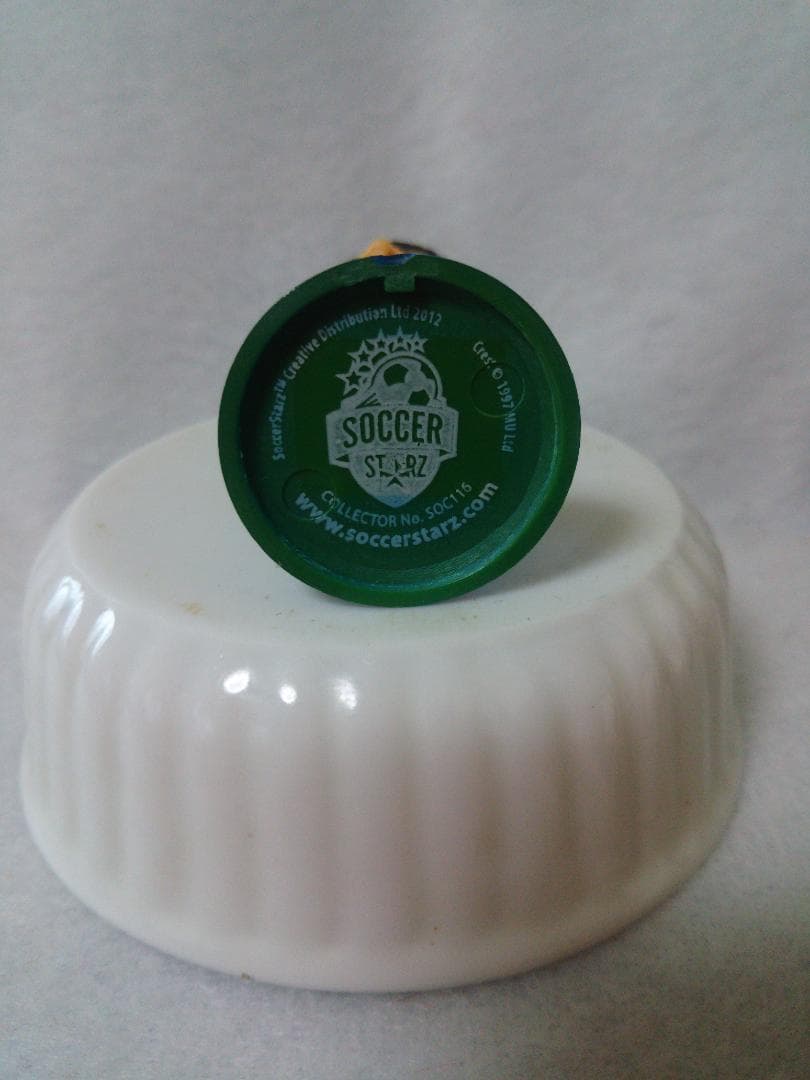 SoccerStarz™ Creative Distribution Ltd 2012
Crest © 1997 MU Ltd
SOCCER
STARZ
COLLECTOR No. SOC116
www.soccerstarz.com